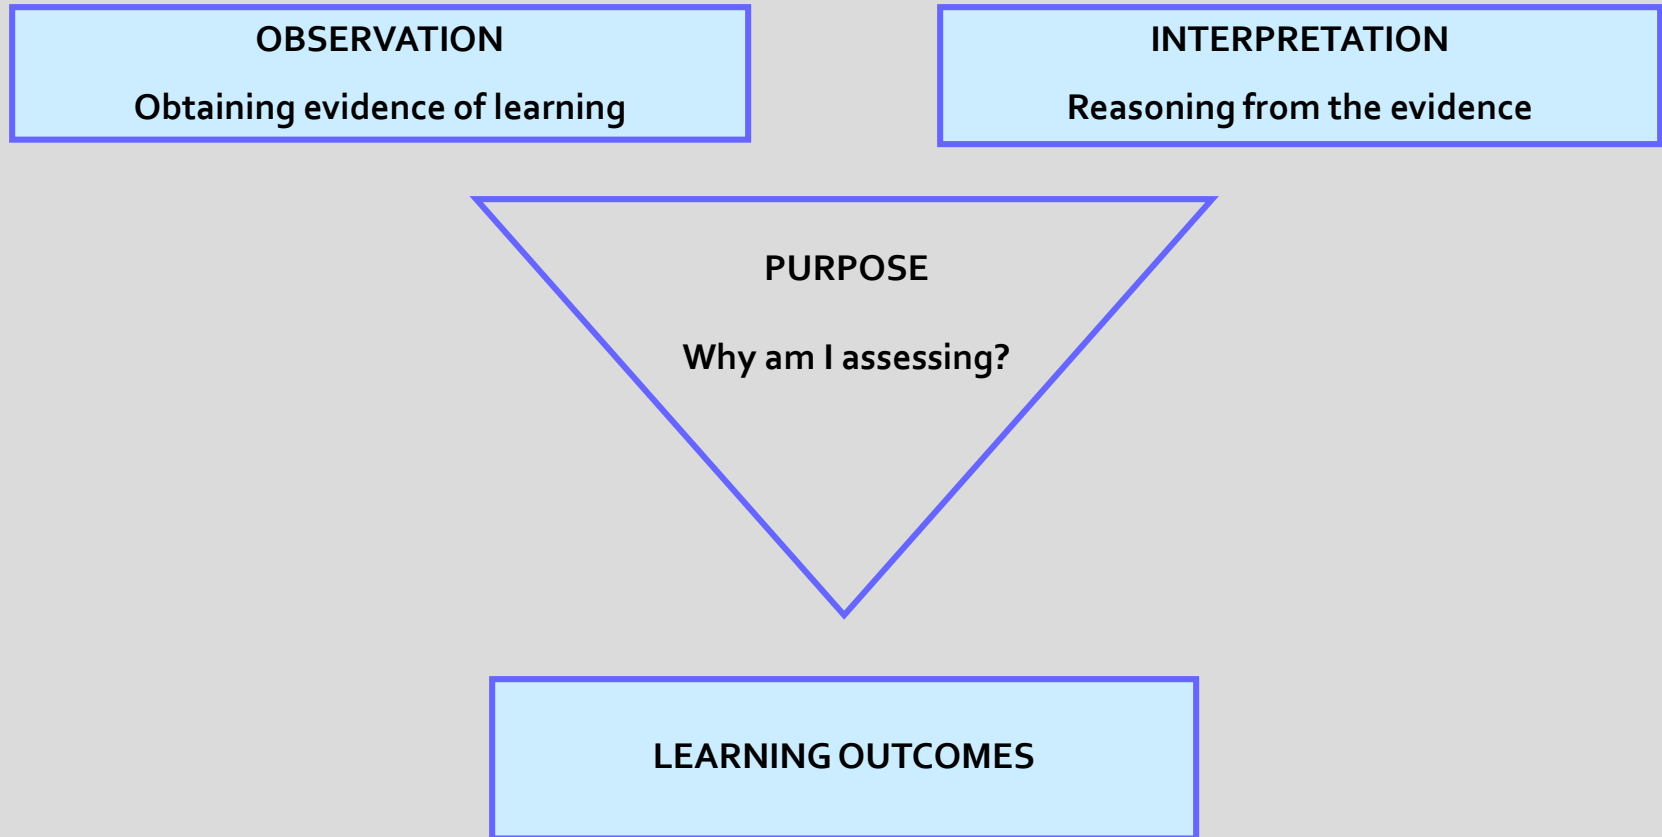 OBSERVATION
Obtaining evidence of learning
INTERPRETATION
Reasoning from the evidence
PURPOSE
Why am I assessing?
LEARNING OUTCOMES